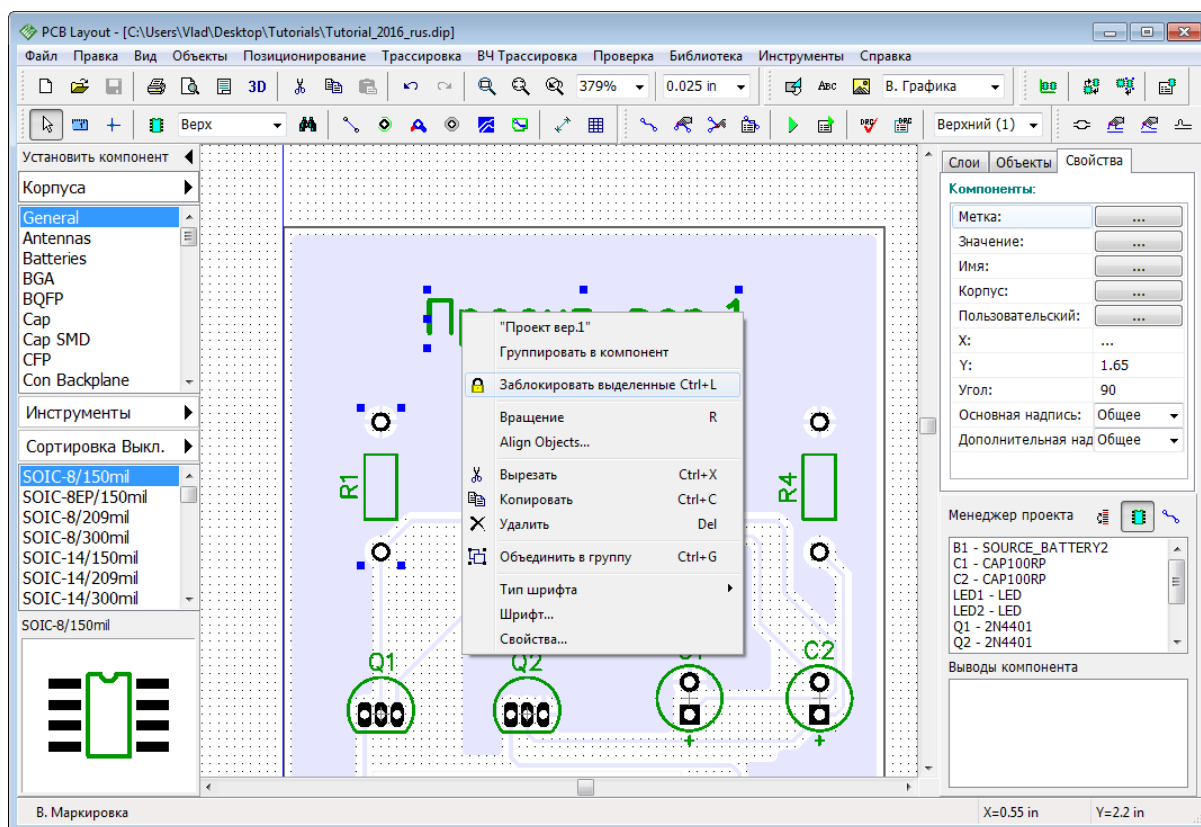 PCB Layout - [C:\Users\Vlad\Desktop\Tutorials\Tutorial_2016_rus.dip]
Файл Правка Вид Объекты Позиционирование Трассировка ВЧ Трассировка Проверка Библиотека Инструменты Справка
3D 379% 0.025 in ABC В. Графика
Верх DRC DRC Верхний (1)
Установить компонент
Корпуса
General
Antennas
Batteries
BGA
BQFP
Cap
Cap SMD
CFP
Con Backplane
Инструменты
Сортировка Выкл.
SOIC-8/150mil
SOIC-8EP/150mil
SOIC-8/209mil
SOIC-8/300mil
SOIC-14/150mil
SOIC-14/209mil
SOIC-14/300mil
SOIC-8/150mil
R1
R4
Q1
Q2
C2
+
+
"Проект вер.1"
Группировать в компонент
Заблокировать выделенные Ctrl+L
Вращение R
Align Objects...
Вырезать Ctrl+X
Копировать Ctrl+C
Удалить Del
Объединить в группу Ctrl+G
Тип шрифта
Шрифт...
Свойства...
Слои Объекты Свойства
Компоненты:
Метка: ...
Значение: ...
Имя: ...
Корпус: ...
Пользовательский: ...
X: ...
Y: 1.65
Угол: 90
Основная надпись: Общее
Дополнительная над Общее
Менеджер проекта
B1 - SOURCE_BATTERY2
C1 - CAP100RP
C2 - CAP100RP
LED1 - LED
LED2 - LED
Q1 - 2N4401
Q2 - 2N4401
Выводы компонента
В. Маркировка
X=0.55 in Y=2.2 in